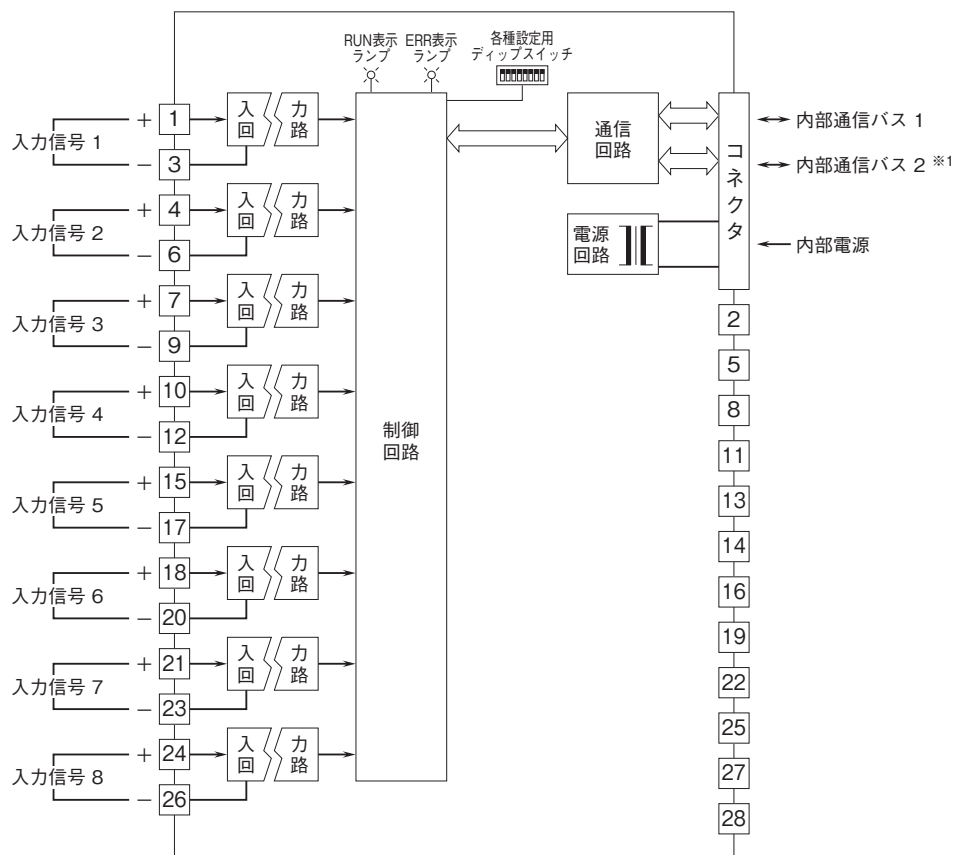 RUN表示
ランプ
ERR表示
ランプ
各種設定用
ディップスイッチ
入力信号 1
+
1
−
3
入 力
回 路
入力信号 2
+
4
−
6
入 力
回 路
入力信号 3
+
7
−
9
入 力
回 路
入力信号 4
+
10
−
12
入 力
回 路
入力信号 5
+
15
−
17
入 力
回 路
入力信号 6
+
18
−
20
入 力
回 路
入力信号 7
+
21
−
23
入 力
回 路
入力信号 8
+
24
−
26
入 力
回 路
制御
回路
通信
回路
電源
回路
コネクタ
内部通信バス 1
内部通信バス 2 ※1
内部電源
2
5
8
11
13
14
16
19
22
25
27
28